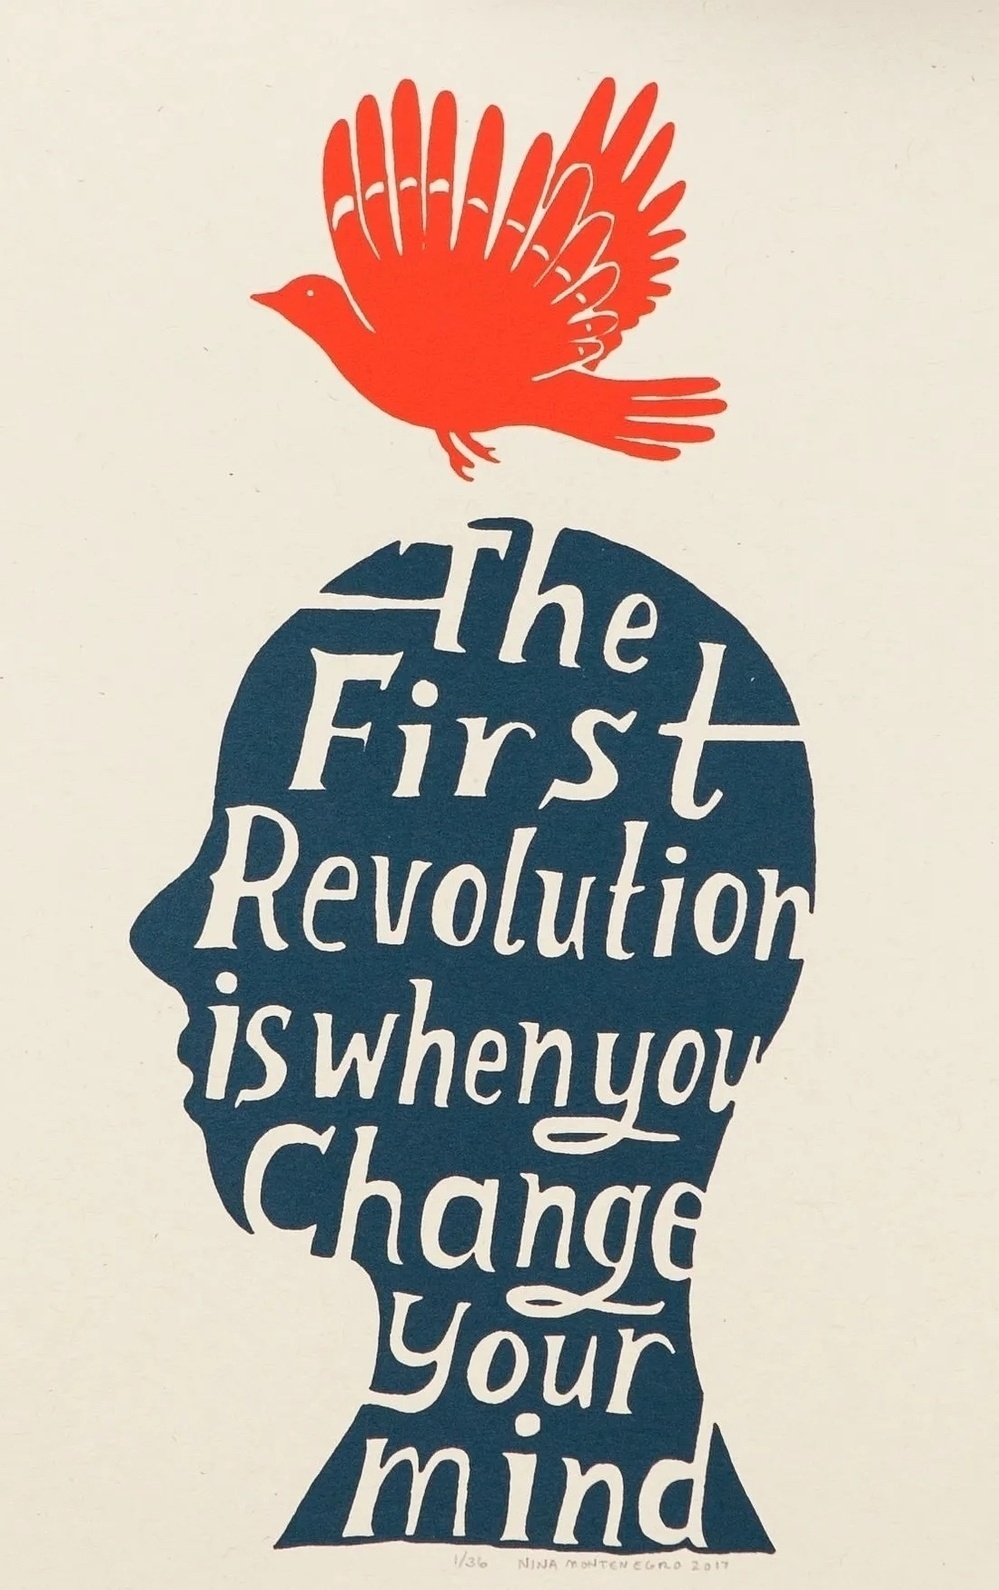 The
First
Revolution
is when you
Change
your
mind
1/36 NINA MONTENEGRO 2017